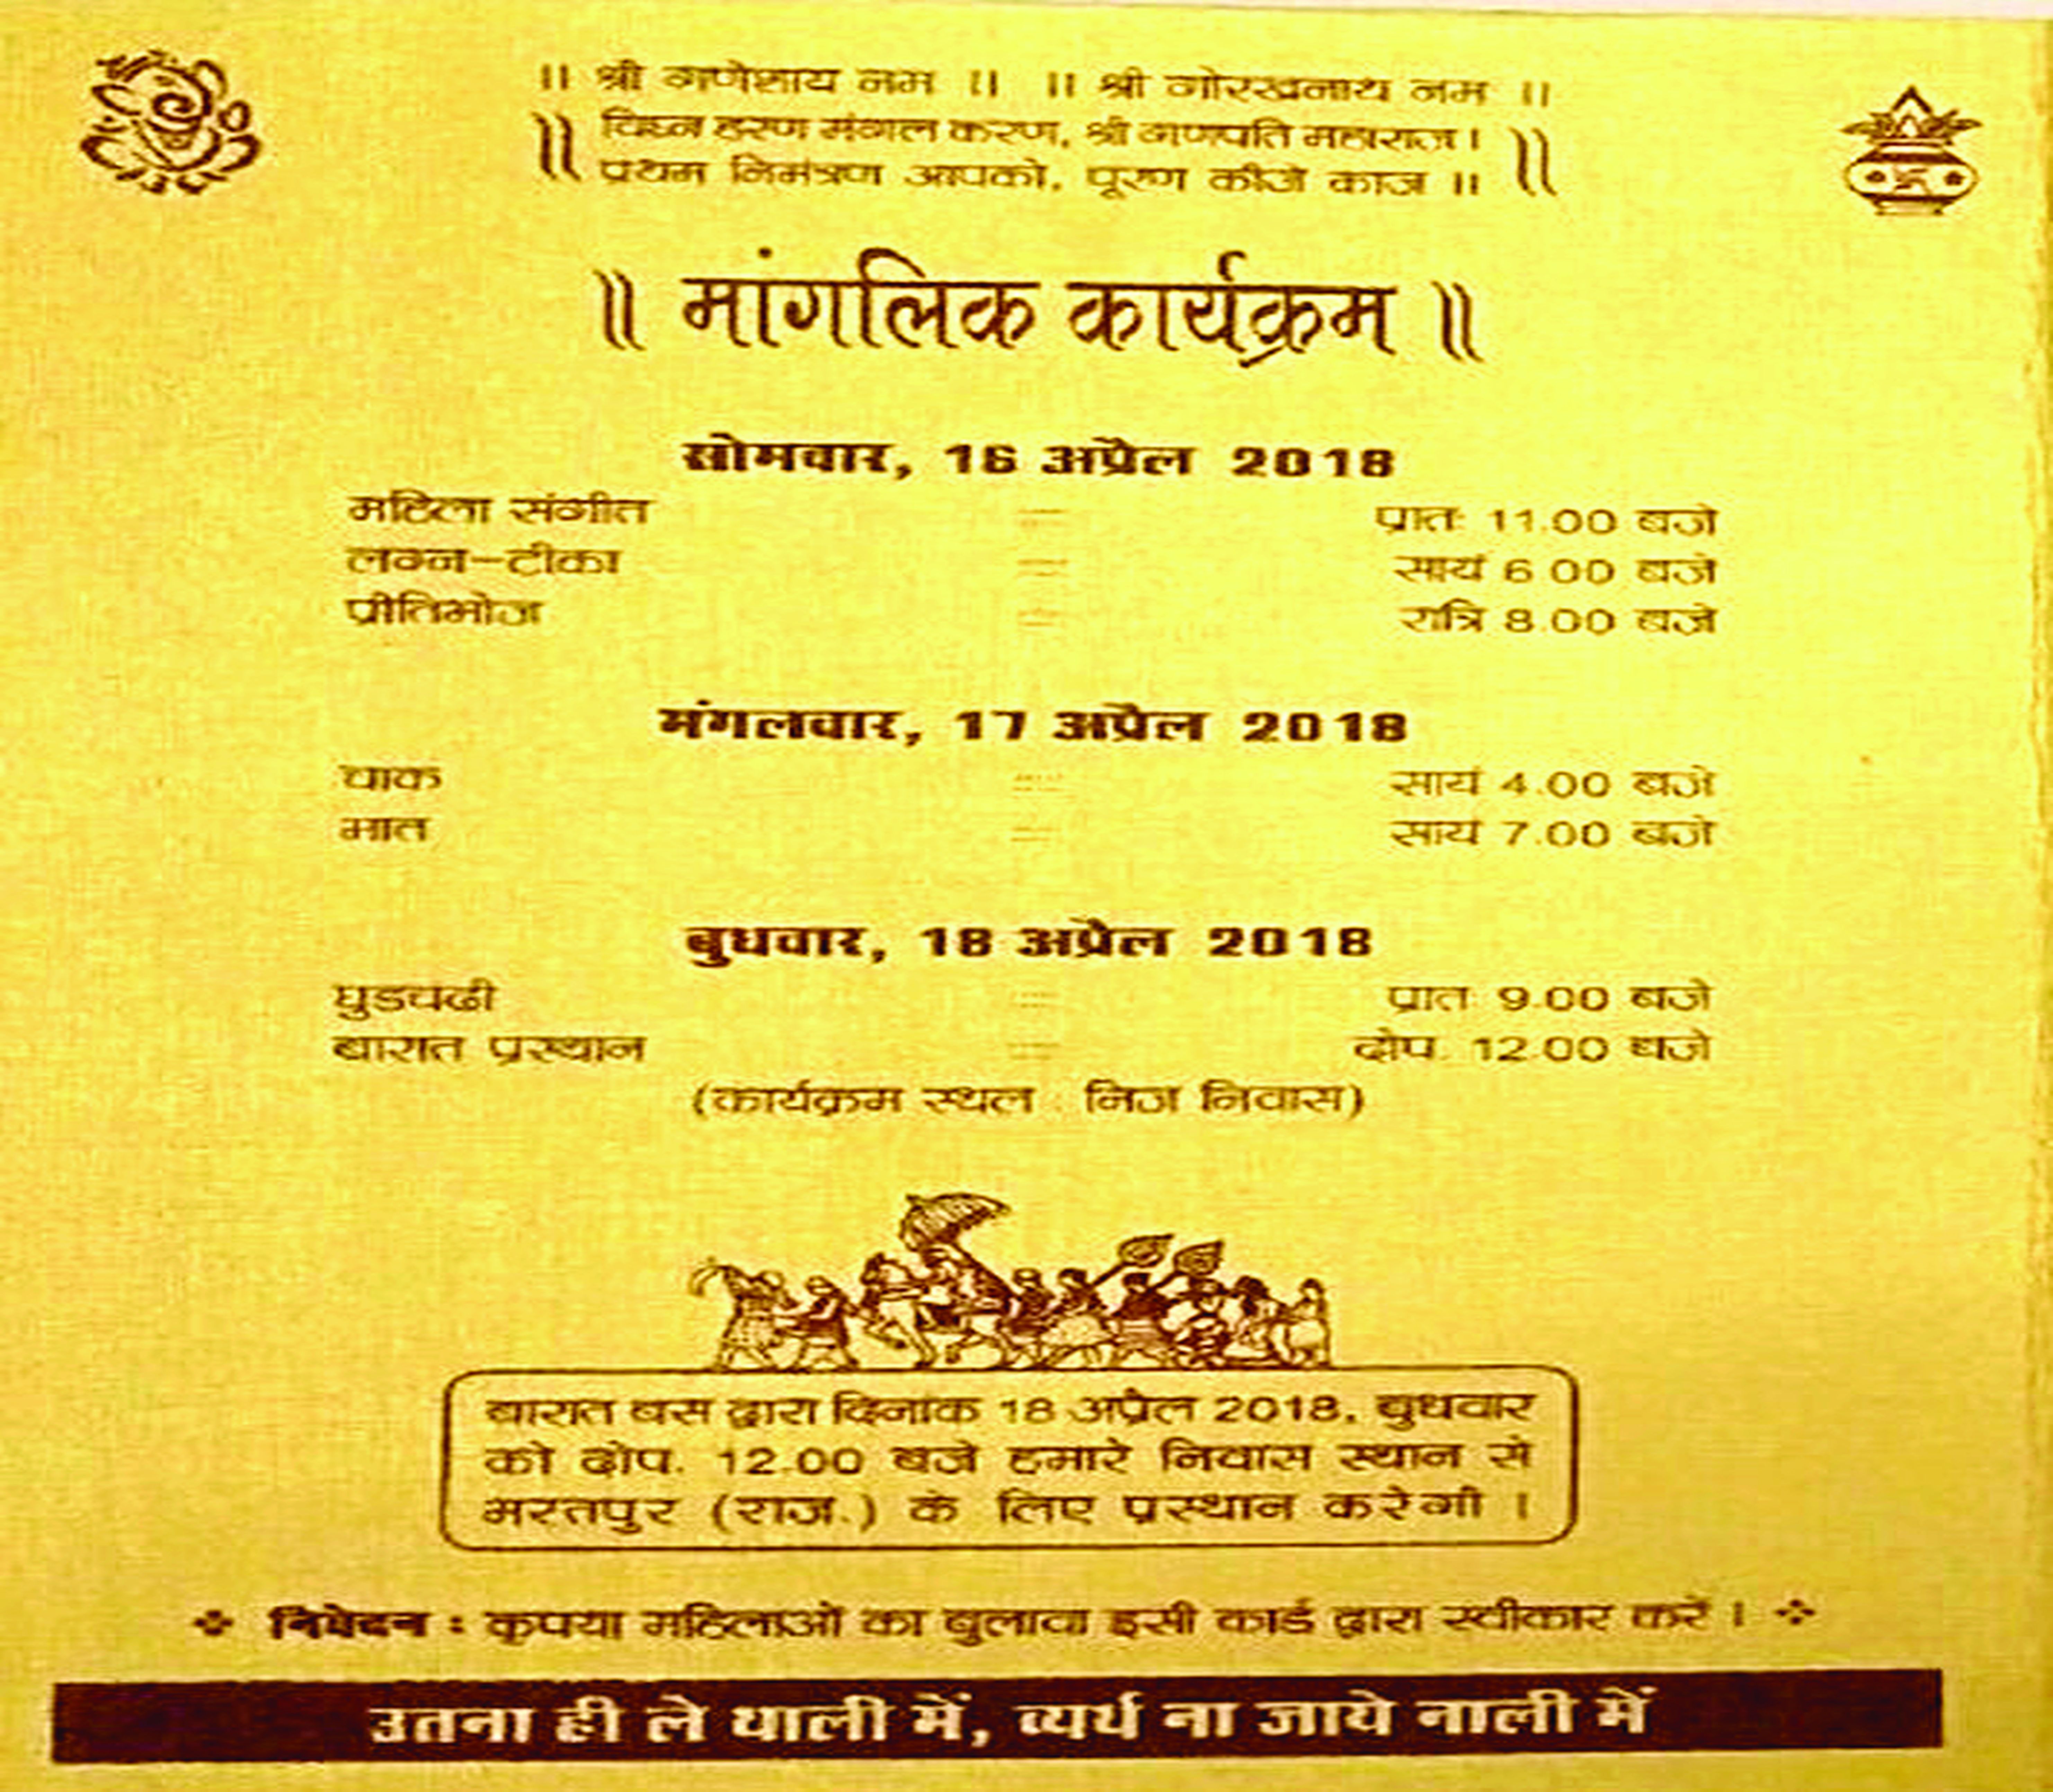 ॥ श्री गणेशाय नम ॥ ॥ श्री गोरखनाथ नम ॥
॥ विघ्न हरण मंगल करण, श्री गणपति महाराज।
प्रथम निमंत्रण आपको, पूरण कीजे काज ॥ ॥
॥ मांगलिक कार्यक्रम ॥
सोमवार, 16 अप्रैल 2018
महिला संगीत — प्रातः 11.00 बजे
लग्न-टीका — सायं 6.00 बजे
प्रीतिभोज — रात्रि 8.00 बजे
मंगलवार, 17 अप्रैल 2018
चाक — सायं 4.00 बजे
भात — सायं 7.00 बजे
बुधवार, 18 अप्रैल 2018
घुडचढी — प्रातः 9.00 बजे
बारात प्रस्थान — दोप. 12.00 बजे
(कार्यक्रम स्थल : निज निवास)
बारात बस द्वारा दिनांक 18 अप्रैल 2018, बुधवार
को दोप. 12.00 बजे हमारे निवास स्थान से
भरतपुर (राज.) के लिए प्रस्थान करेगी ।
निवेदन : कृपया महिलाओं का बुलावा इसी कार्ड द्वारा स्वीकार करें ।
उतना ही ले थाली में, व्यर्थ ना जाये नाली में